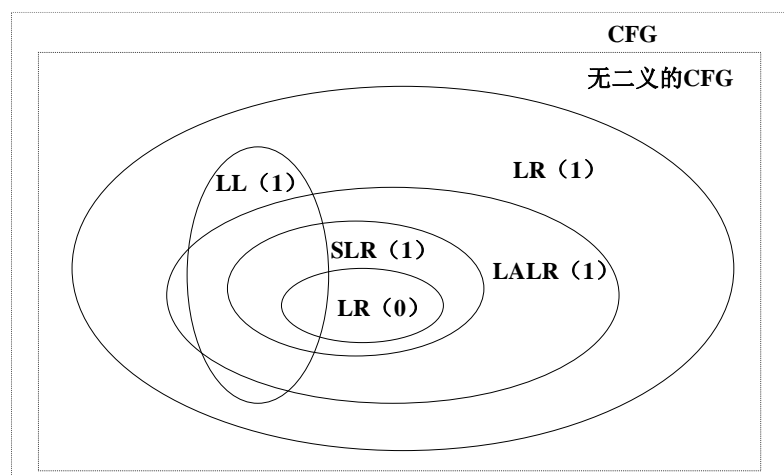 CFG
无二义的CFG
LR（1）
LL（1）
SLR（1）
LALR（1）
LR（0）